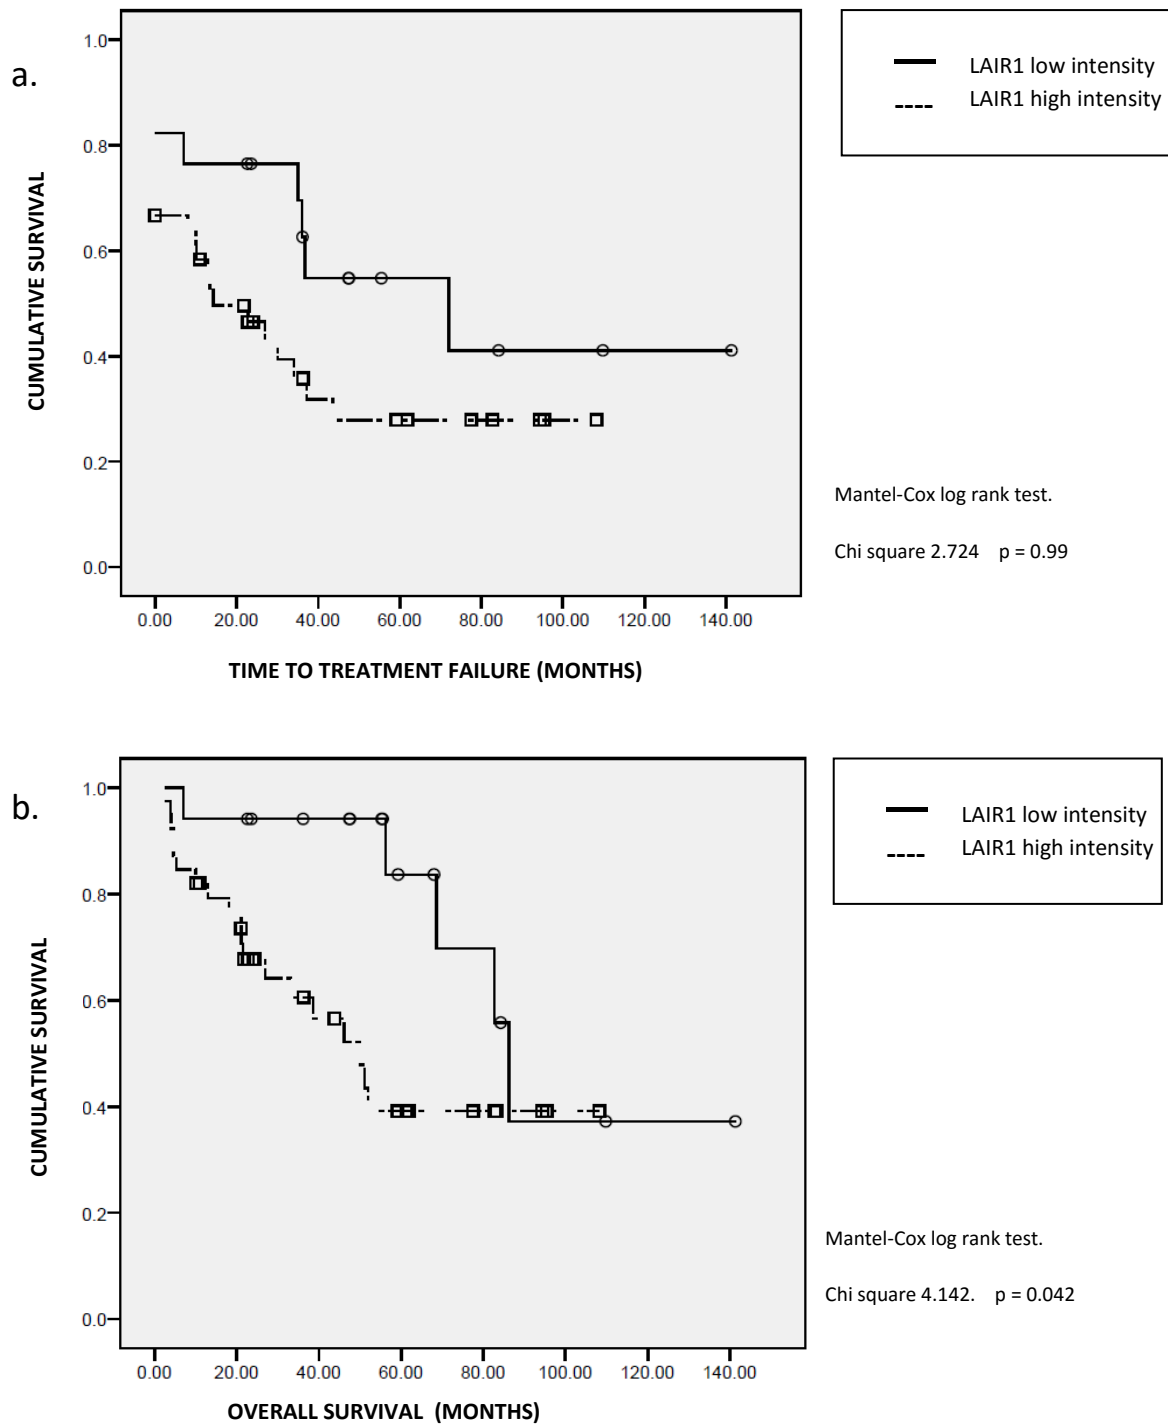 a.
CUMULATIVE SURVIVAL
1.0
0.8
0.6
0.4
0.2
0.0
0.00 20.00 40.00 60.00 80.00 100.00 120.00 140.00
TIME TO TREATMENT FAILURE (MONTHS)
LAIR1 low intensity
LAIR1 high intensity
Mantel-Cox log rank test.
Chi square 2.724 p = 0.99
b.
CUMULATIVE SURVIVAL
1.0
0.8
0.6
0.4
0.2
0.0
0.00 20.00 40.00 60.00 80.00 100.00 120.00 140.00
OVERALL SURVIVAL (MONTHS)
LAIR1 low intensity
LAIR1 high intensity
Mantel-Cox log rank test.
Chi square 4.142. p = 0.042